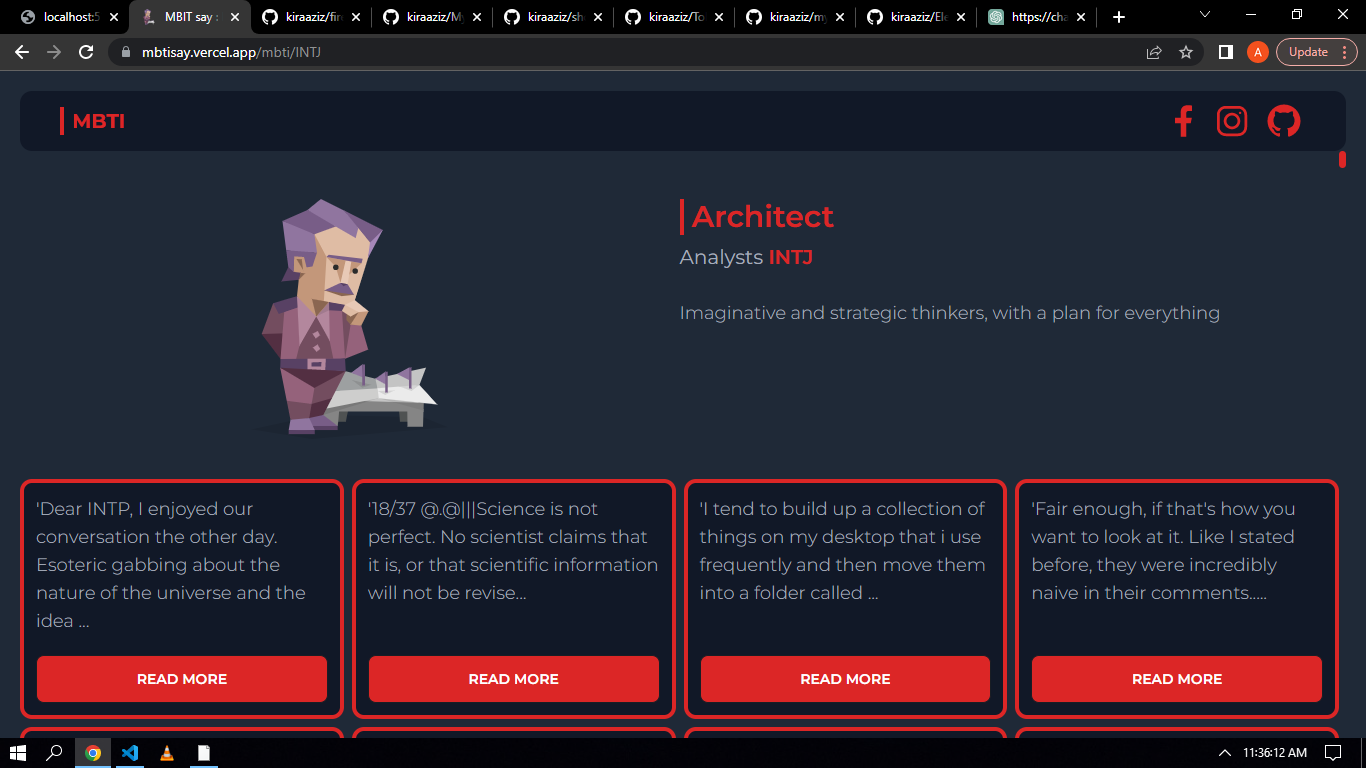 localhost:5
MBIT say :
kiraaziz/fire
kiraaziz/My
kiraaziz/sho
kiraaziz/To
kiraaziz/my
kiraaziz/Ele
https://cha
mbtisay.vercel.app/mbti/INTJ
A
Update
MBTI
Architect
Analysts INTJ
Imaginative and strategic thinkers, with a plan for everything
'Dear INTP, I enjoyed our
conversation the other day.
Esoteric gabbing about the
nature of the universe and the
idea ...
READ MORE
'18/37 @.@|||Science is not
perfect. No scientist claims that
it is, or that scientific information
will not be revise...
READ MORE
'I tend to build up a collection of
things on my desktop that i use
frequently and then move them
into a folder called ...
READ MORE
'Fair enough, if that's how you
want to look at it. Like I stated
before, they were incredibly
naive in their comments.....
READ MORE
11:36:12 AM